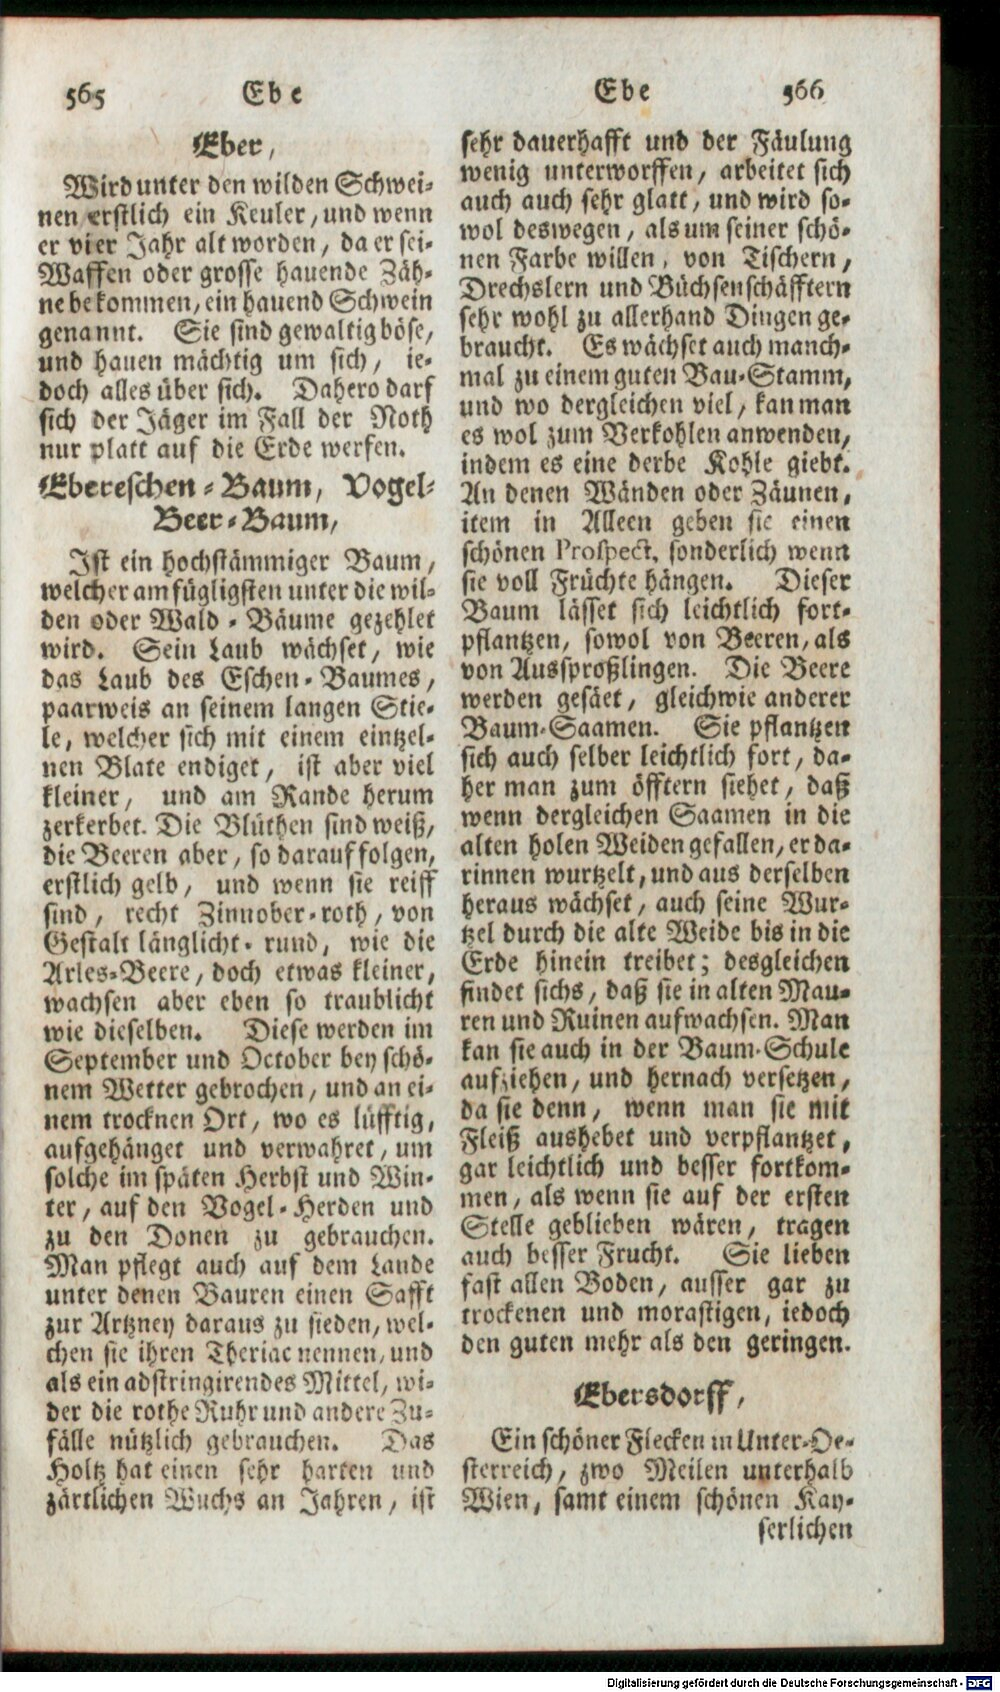 565 Ebe
Ebe 566
Eber,
Wird unter den wilden Schwei-
nen erstlich ein Keuler, und wenn
er vier Jahr alt worden, da er sei-
Waffen oder grosse hauende Zäh-
ne bekommen, ein hauend Schwein
genannt. Sie sind gewaltig böse,
und hauen mächtig um sich, ie-
doch alles über sich. Dahero darf
sich der Jäger im Fall der Noth
nur platt auf die Erde werfen.
Ebereschen-Baum, Vogel-
Beer-Baum,
Ist ein hochstämmiger Baum,
welcher am fügligsten unter die wil-
den oder Wald-Bäume gezehlet
wird. Sein Laub wächset, wie
das Laub des Eschen-Baumes,
paarweis an seinem langen Stie-
le, welcher sich mit einem eintzel-
nen Blate endiget, ist aber viel
kleiner, und am Rande herum
zerkerbet. Die Blüthen sind weiß,
die Beeren aber, so darauf folgen,
erstlich gelb, und wenn sie reiff
sind, recht Zinnober-roth, von
Gestalt länglicht-rund, wie die
Arles-Beere, doch etwas kleiner,
wachsen aber eben so traublicht
wie dieselben. Diese werden im
September und October bey schö-
nem Wetter gebrochen, und an ei-
nem trocknen Ort, wo es lüfftig,
aufgehänget und verwahret, um
solche im späten Herbst und Win-
ter, auf den Vogel-Herden und
zu den Donen zu gebrauchen.
Man pflegt auch auf dem Lande
unter denen Bauren einen Safft
zur Artzney daraus zu sieden, wel-
chen sie ihren Theriac nennen, und
als ein adstringirendes Mittel, wi-
der die rothe Ruhr und andere Zu-
fälle nützlich gebrauchen. Das
Holtz hat einen sehr harten und
zärtlichen Wuchs an Jahren, ist
sehr dauerhafft und der Fäulung
wenig unterworffen, arbeitet sich
auch auch sehr glatt, und wird so-
wol deswegen, als um seiner schö-
nen Farbe willen, von Tischern,
Drechslern und Büchsenschäfftern
sehr wohl zu allerhand Dingen ge-
braucht. Es wächset auch manch-
mal zu einem guten Bau-Stamm,
und wo dergleichen viel, kan man
es wol zum Verkohlen anwenden,
indem es eine derbe Kohle giebt.
An denen Wänden oder Zäunen,
item in Alleen geben sie einen
schönen Prospect, sonderlich wenn
sie voll Früchte hängen. Dieser
Baum lässet sich leichtlich fort-
pflantzen, sowol von Beeren, als
von Aussproßlingen. Die Beere
werden gesäet, gleichwie anderer
Baum-Saamen. Sie pflantzen
sich auch selber leichtlich fort, da-
her man zum öfftern siehet, daß
wenn dergleichen Saamen in die
alten holen Weiden gefallen, er da-
rinnen wurtzelt, und aus derselben
heraus wächset, auch seine Wur-
tzel durch die alte Weide bis in die
Erde hinein treibet; desgleichen
findet sichs, daß sie in alten Mau-
ren und Ruinen aufwachsen. Man
kan sie auch in der Baum-Schule
aufziehen, und hernach versetzen,
da sie denn, wenn man sie mit
Fleiß aushebet und verpflantzet,
gar leichtlich und besser fortkom-
men, als wenn sie auf der ersten
Stelle geblieben wären, tragen
auch besser Frucht. Sie lieben
fast allen Boden, ausser gar zu
trockenen und morastigen, iedoch
den guten mehr als den geringen.
Ebersdorff,
Ein schöner Flecken in Unter-Oe-
sterreich, zwo Meilen unterhalb
Wien, samt einem schönen Kay-
serlichen
Digitalisierung gefördert durch die Deutsche Forschungsgemeinschaft - DFG